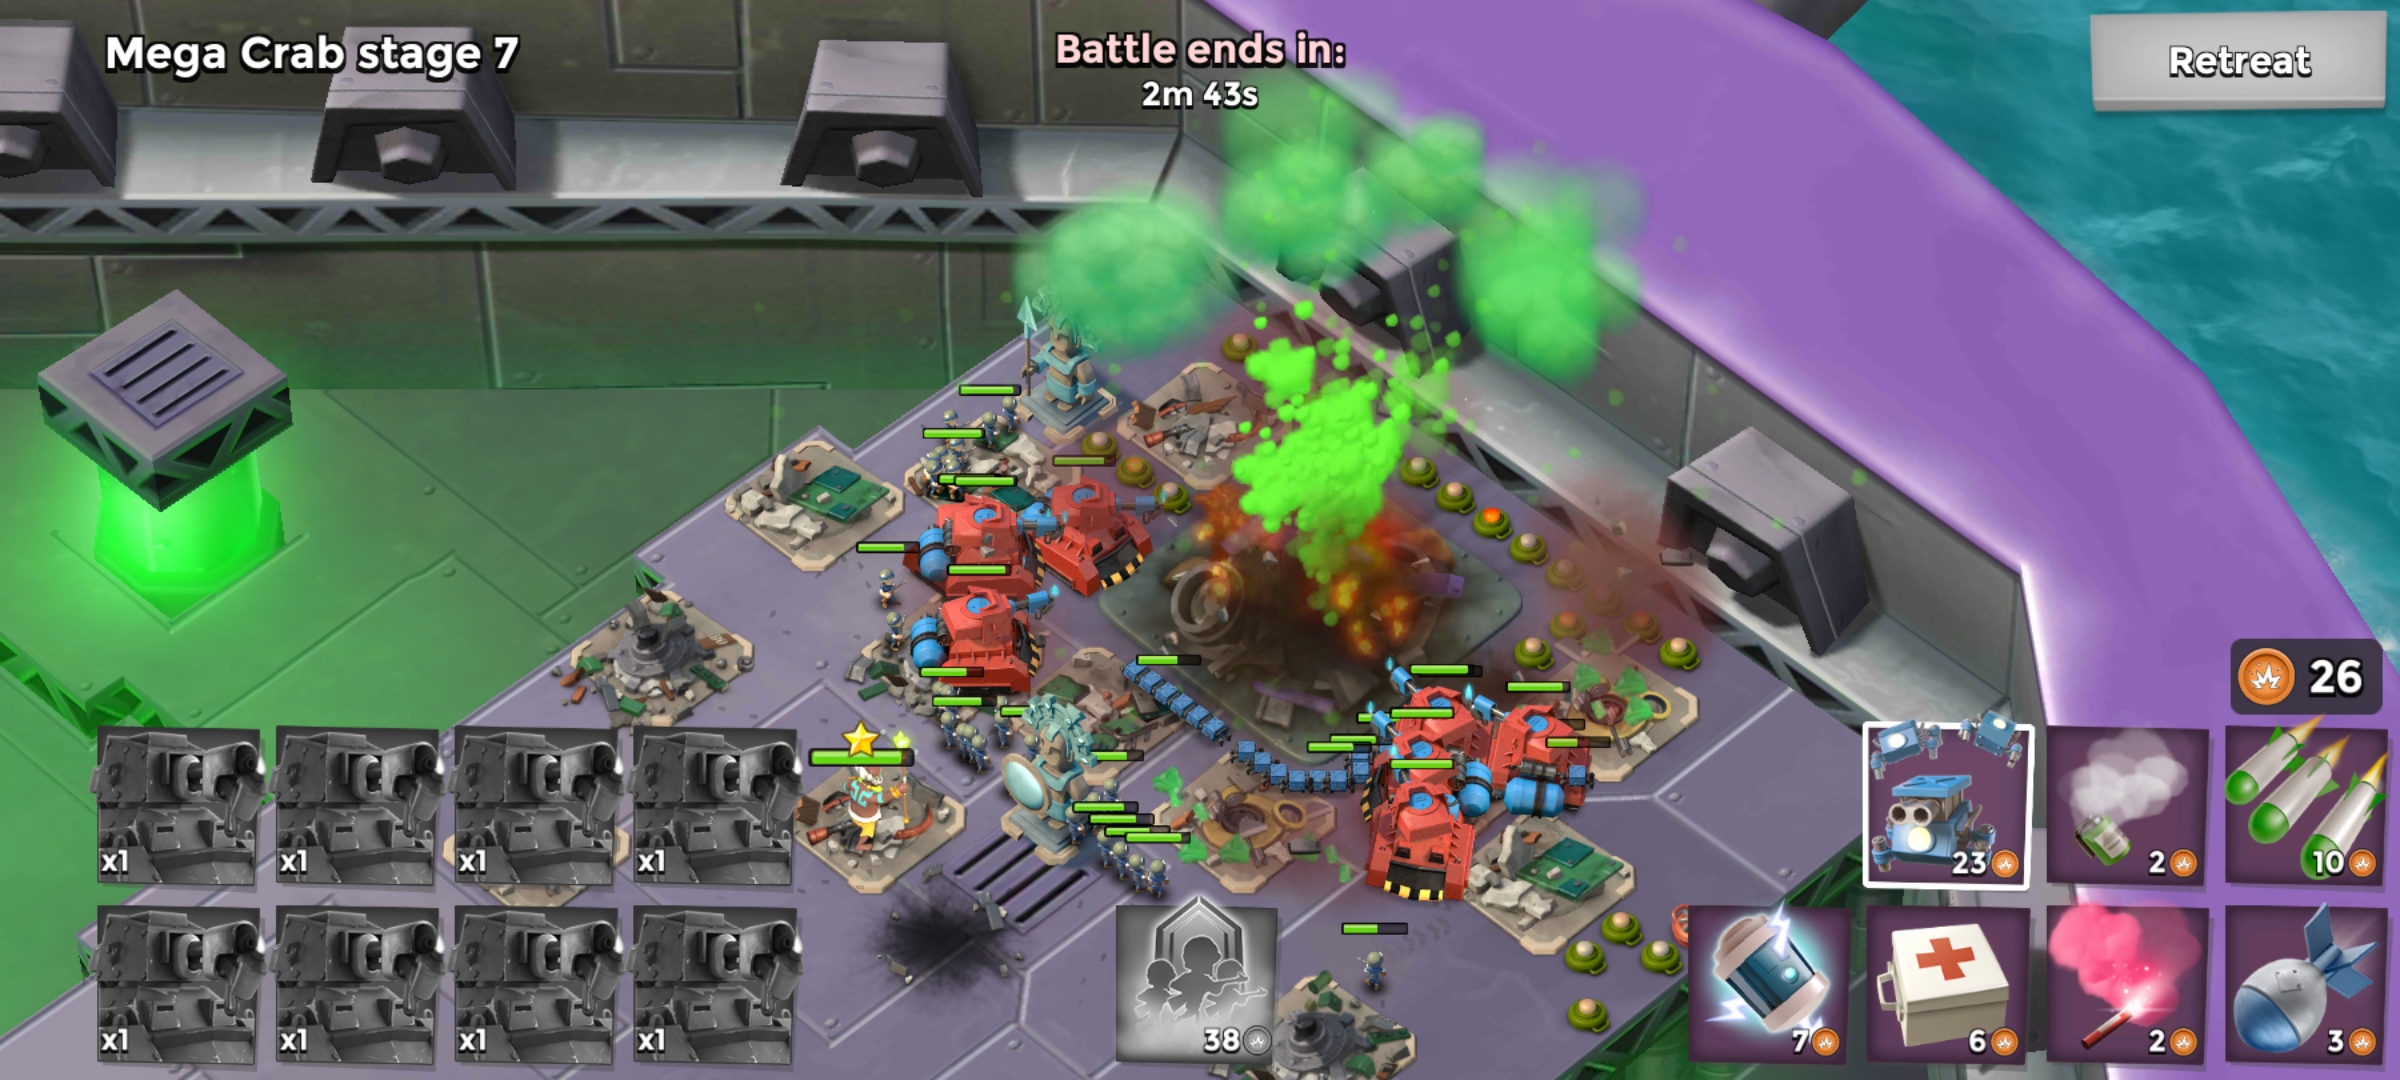 Mega Crab stage 7
Battle ends in:
2m 43s
Retreat
26
x1
x1
x1
x1
23
2
10
x1
x1
x1
x1
38
7
6
2
3